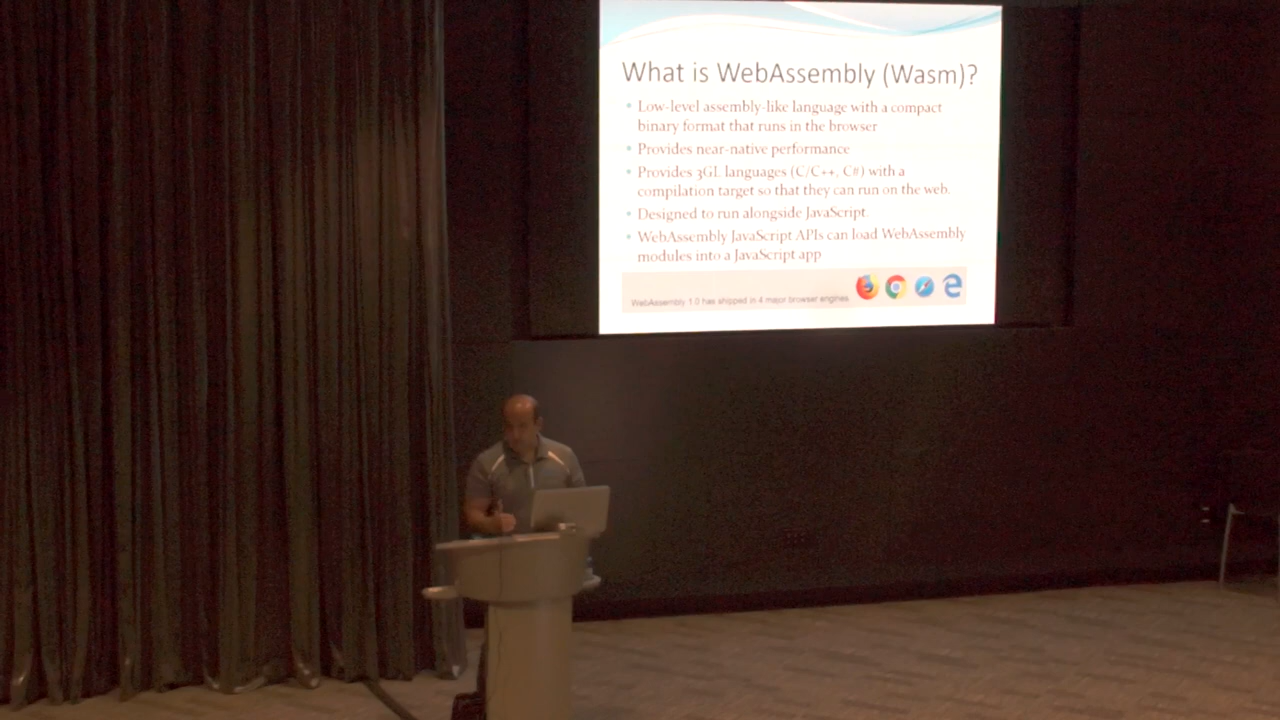 What is WebAssembly (Wasm)?
• Low-level assembly-like language with a compact
binary format that runs in the browser
• Provides near-native performance
• Provides 3GL languages (C/C++, C#) with a
compilation target so that they can run on the web.
• Designed to run alongside JavaScript.
• WebAssembly JavaScript APIs can load WebAssembly
modules into a JavaScript app
WebAssembly 1.0 has shipped in 4 major browser engines.